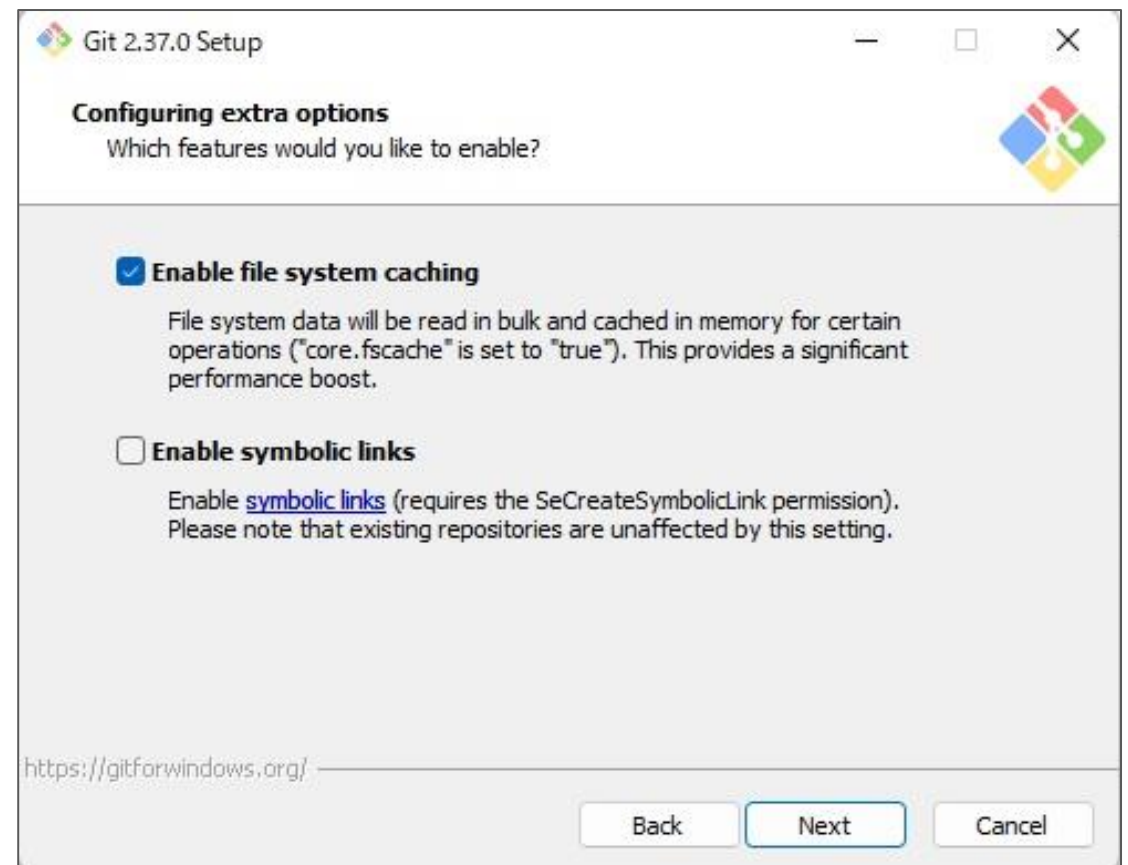 Git 2.37.0 Setup
Configuring extra options
Which features would you like to enable?
Enable file system caching
File system data will be read in bulk and cached in memory for certain
operations ("core.fscache" is set to "true"). This provides a significant
performance boost.
Enable symbolic links
Enable symbolic links (requires the SeCreateSymbolicLink permission).
Please note that existing repositories are unaffected by this setting.
https://gitforwindows.org/
Back Next Cancel